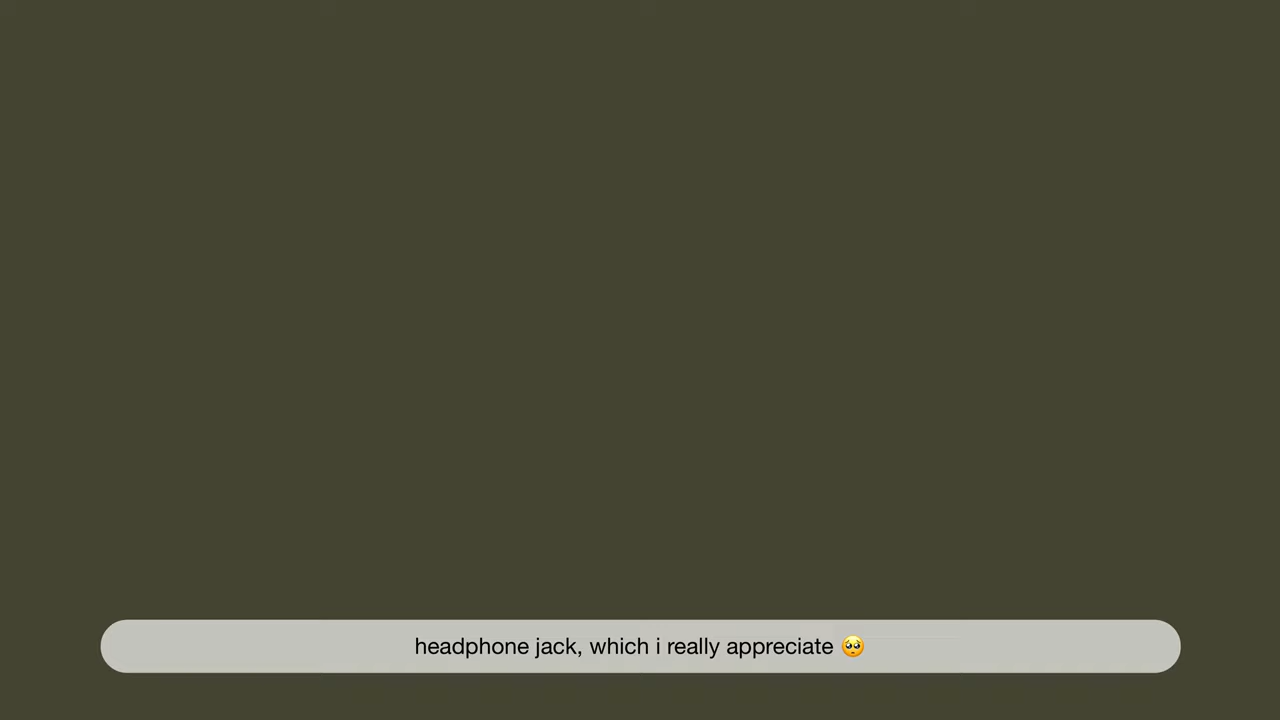 headphone jack, which i really appreciate 🥺